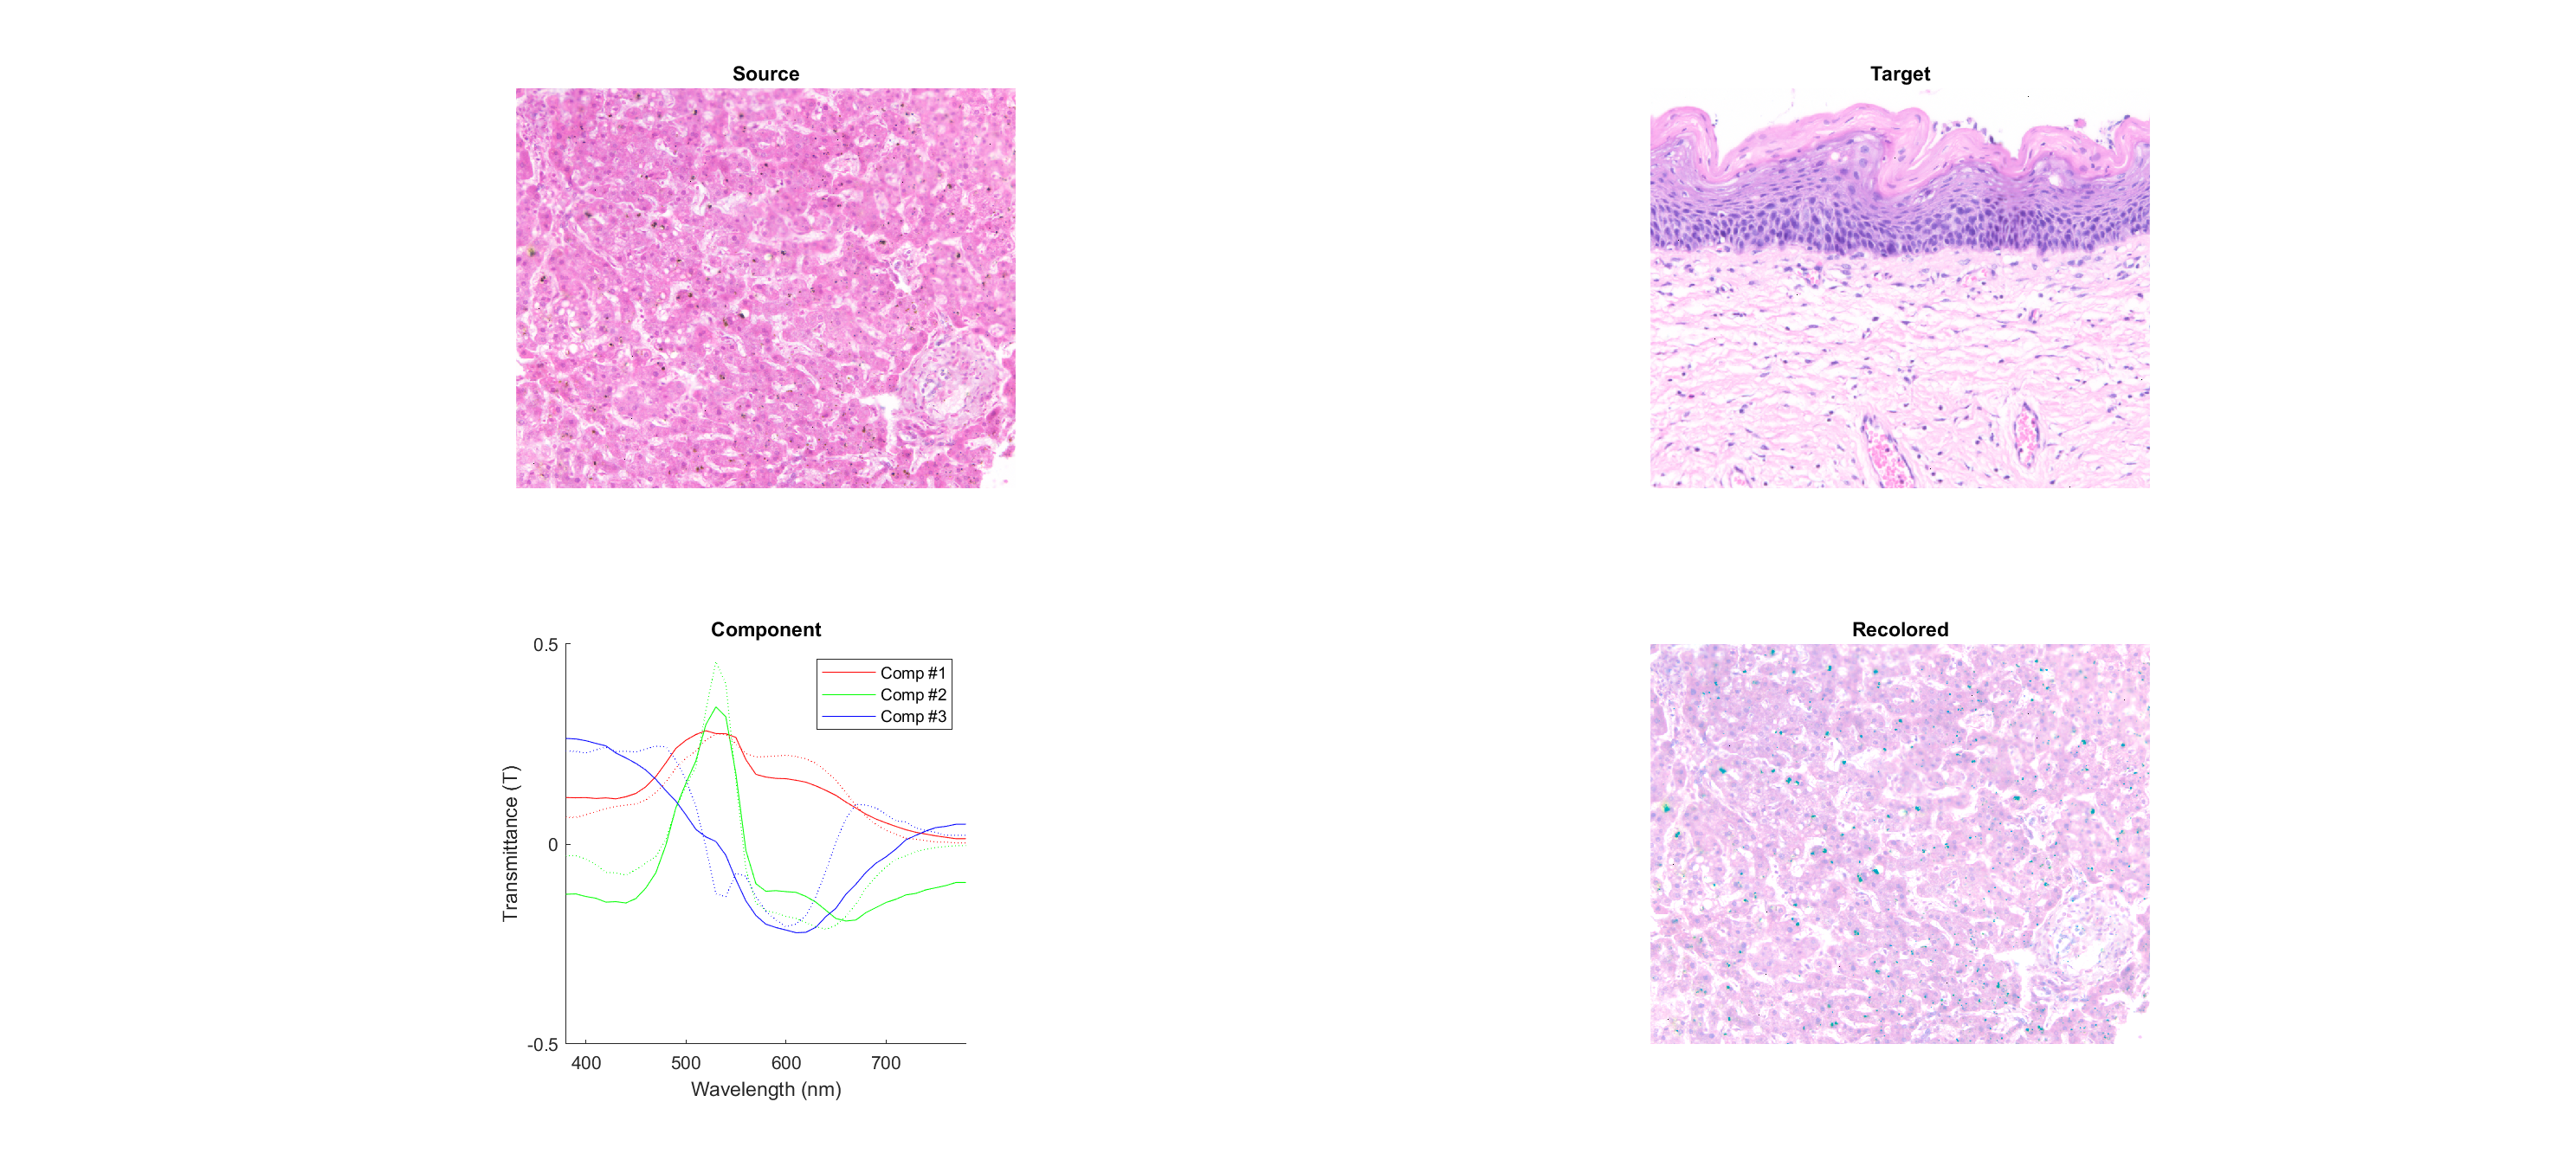 Source
Target
Component
0.5
0
-0.5
Transmittance (T)
400 500 600 700
Wavelength (nm)
Comp #1
Comp #2
Comp #3
Recolored